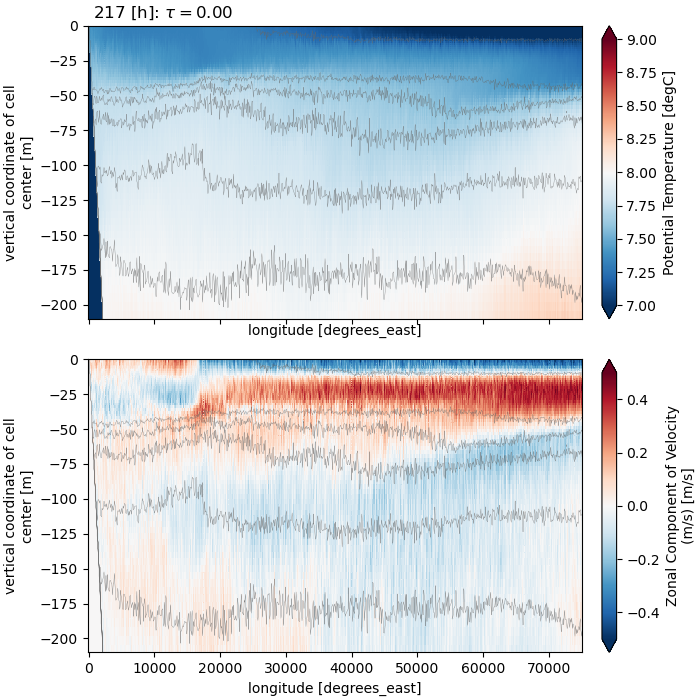 217 [h]: τ = 0.00
0
−25
−50
−75
−100
−125
−150
−175
−200
vertical coordinate of cell
center [m]
longitude [degrees_east]
9.00
8.75
8.50
8.25
8.00
7.75
7.50
7.25
7.00
Potential Temperature [degC]
0
−25
−50
−75
−100
−125
−150
−175
−200
vertical coordinate of cell
center [m]
0 10000 20000 30000 40000 50000 60000 70000
longitude [degrees_east]
0.4
0.2
0.0
−0.2
−0.4
Zonal Component of Velocity
(m/s) [m/s]